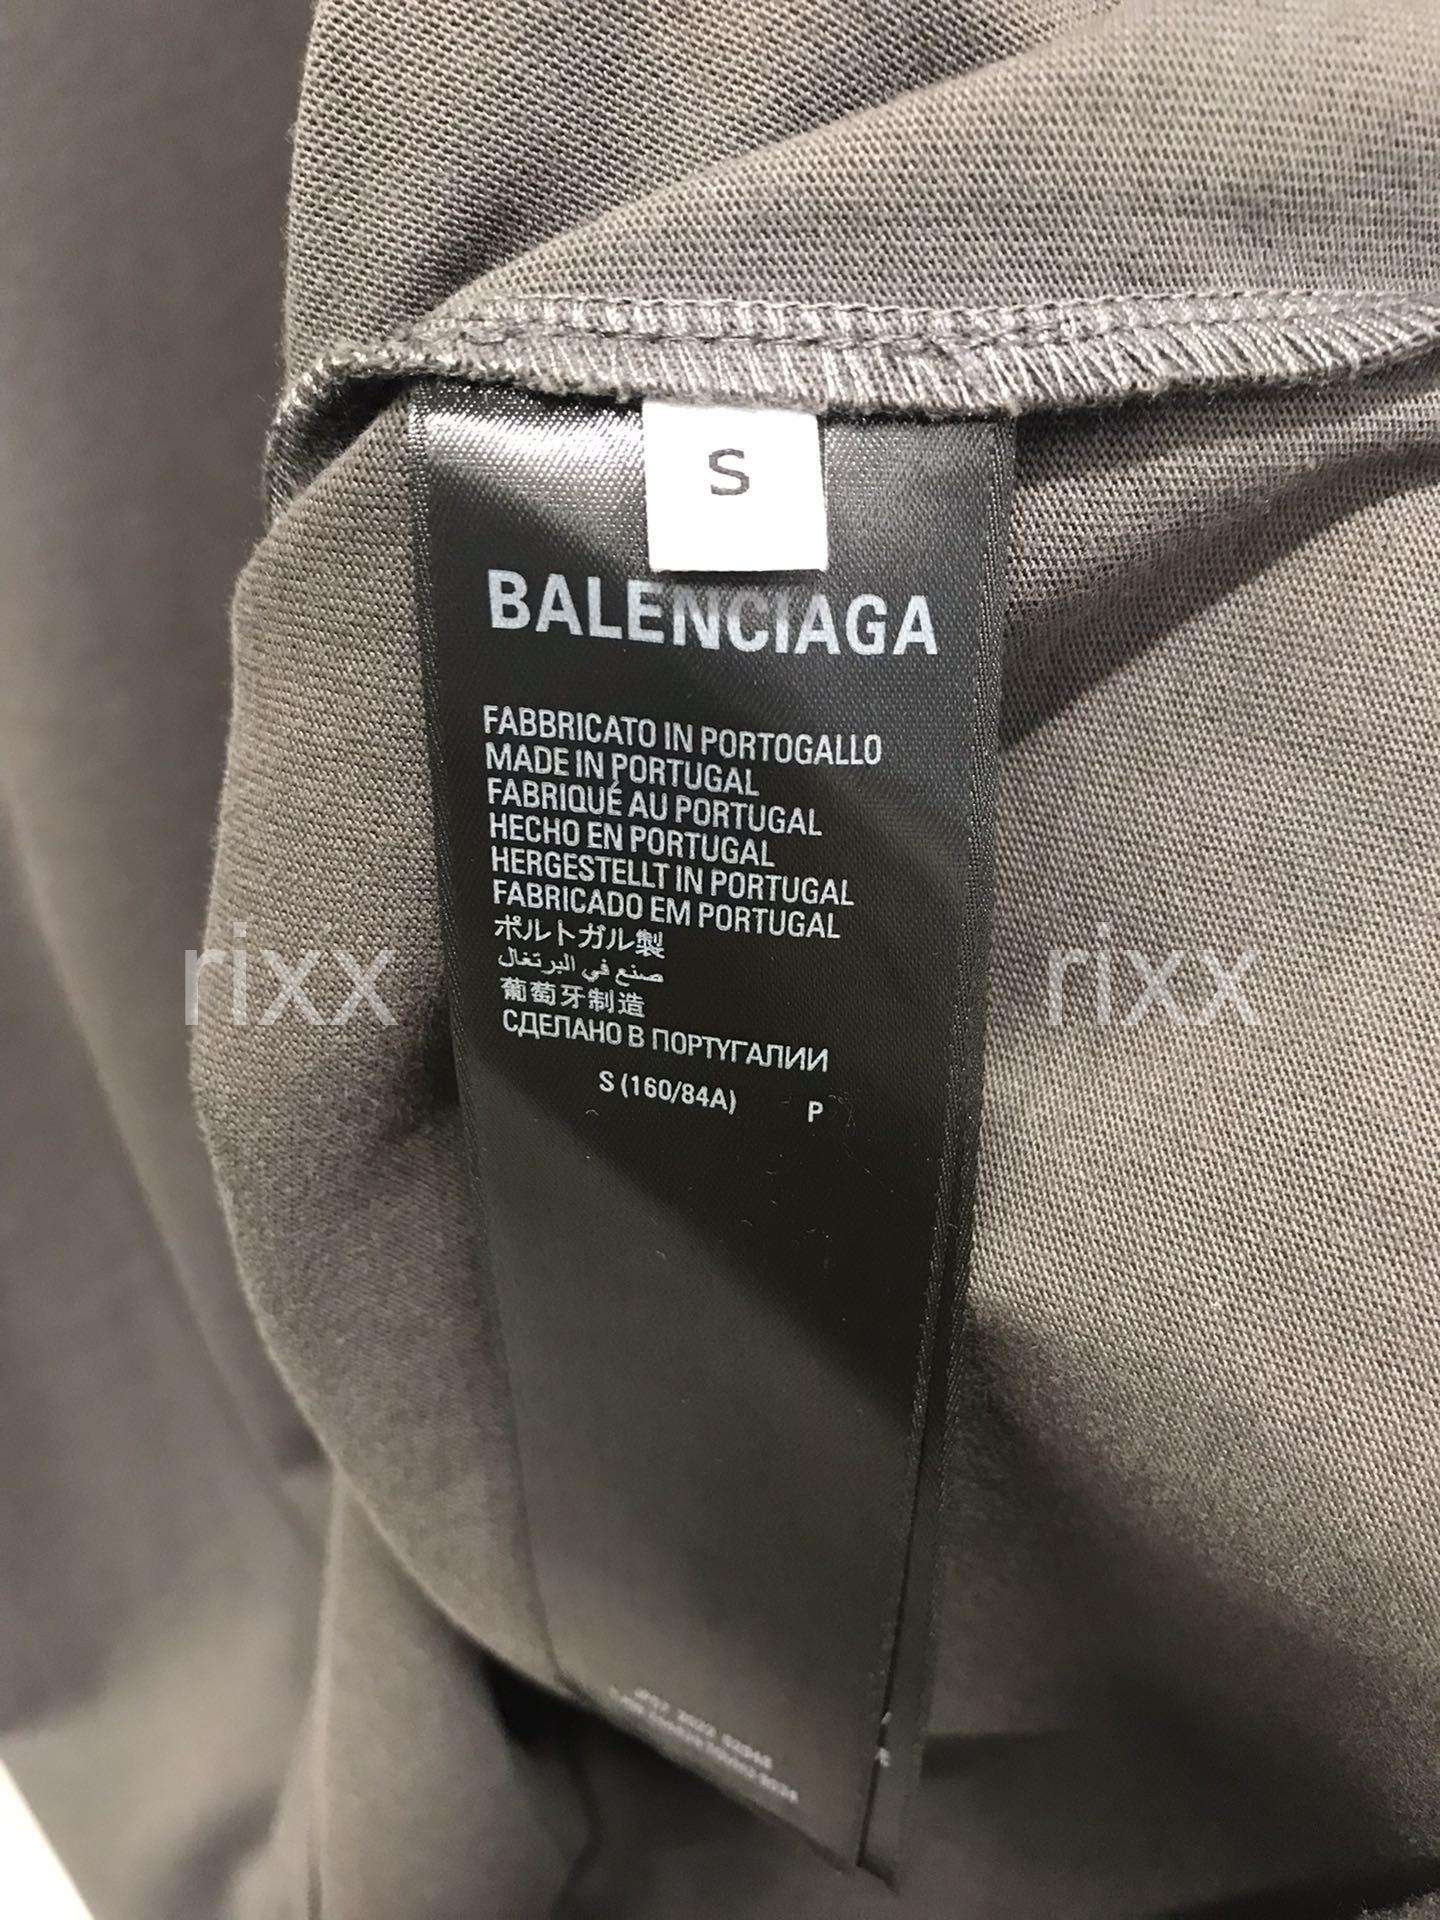 S
BALENCIAGA
FABBRICATO IN PORTOGALLO
MADE IN PORTUGAL
FABRIQUÉ AU PORTUGAL
HECHO EN PORTUGAL
HERGESTELLT IN PORTUGAL
FABRICADO EM PORTUGAL
ポルトガル製
صنع في البرتغال
葡萄牙制造
СДЕЛАНО В ПОРТУГАЛИИ
S (160/84A) P
rixx rixx